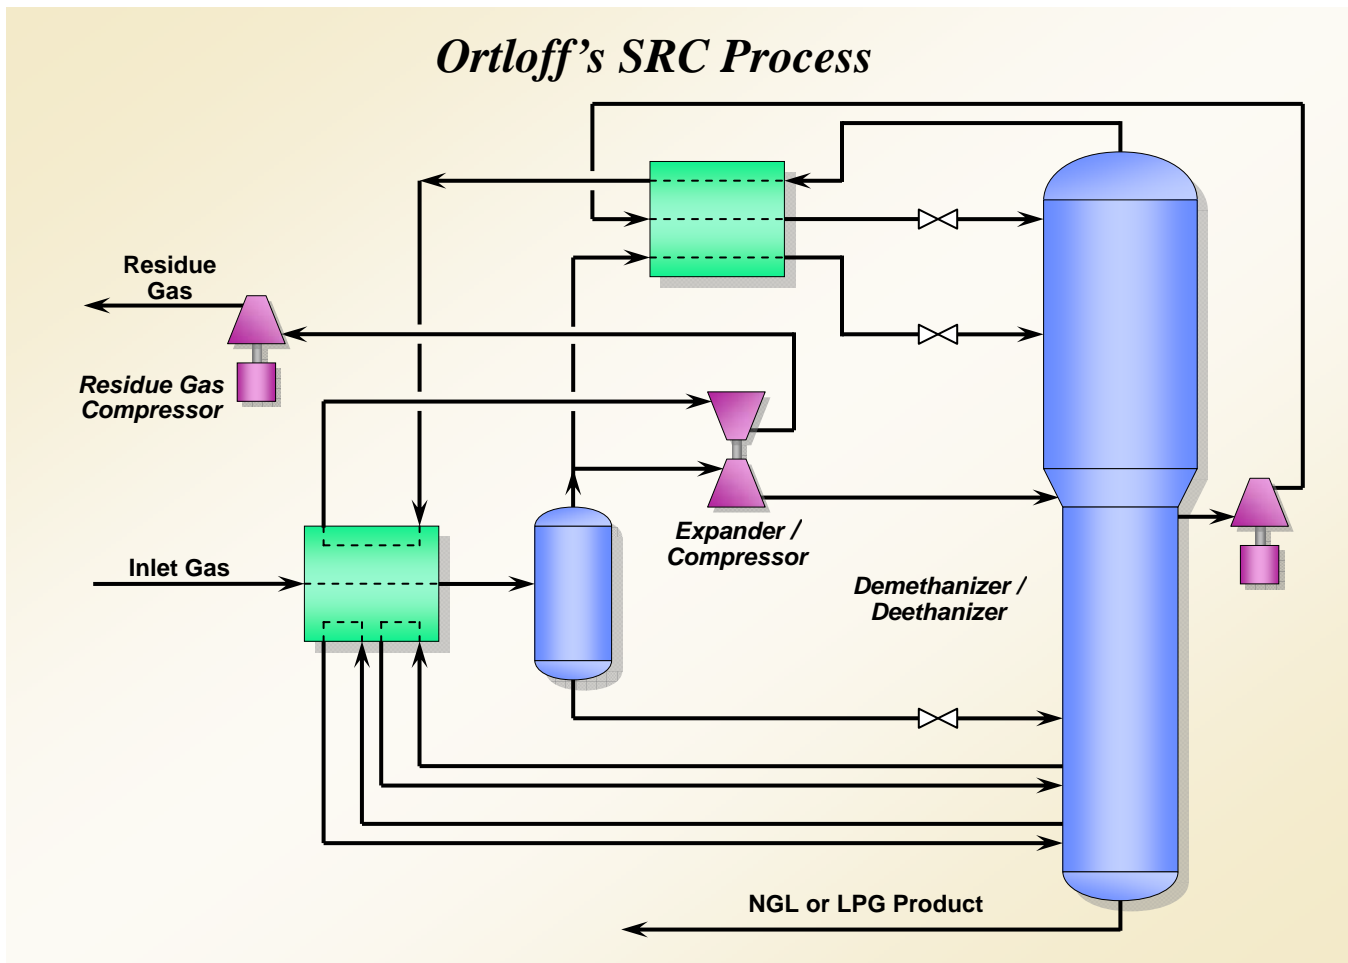 Ortloff's SRC Process
Residue
Gas
Residue Gas
Compressor
Inlet Gas
Expander /
Compressor
Demethanizer /
Deethanizer
NGL or LPG Product